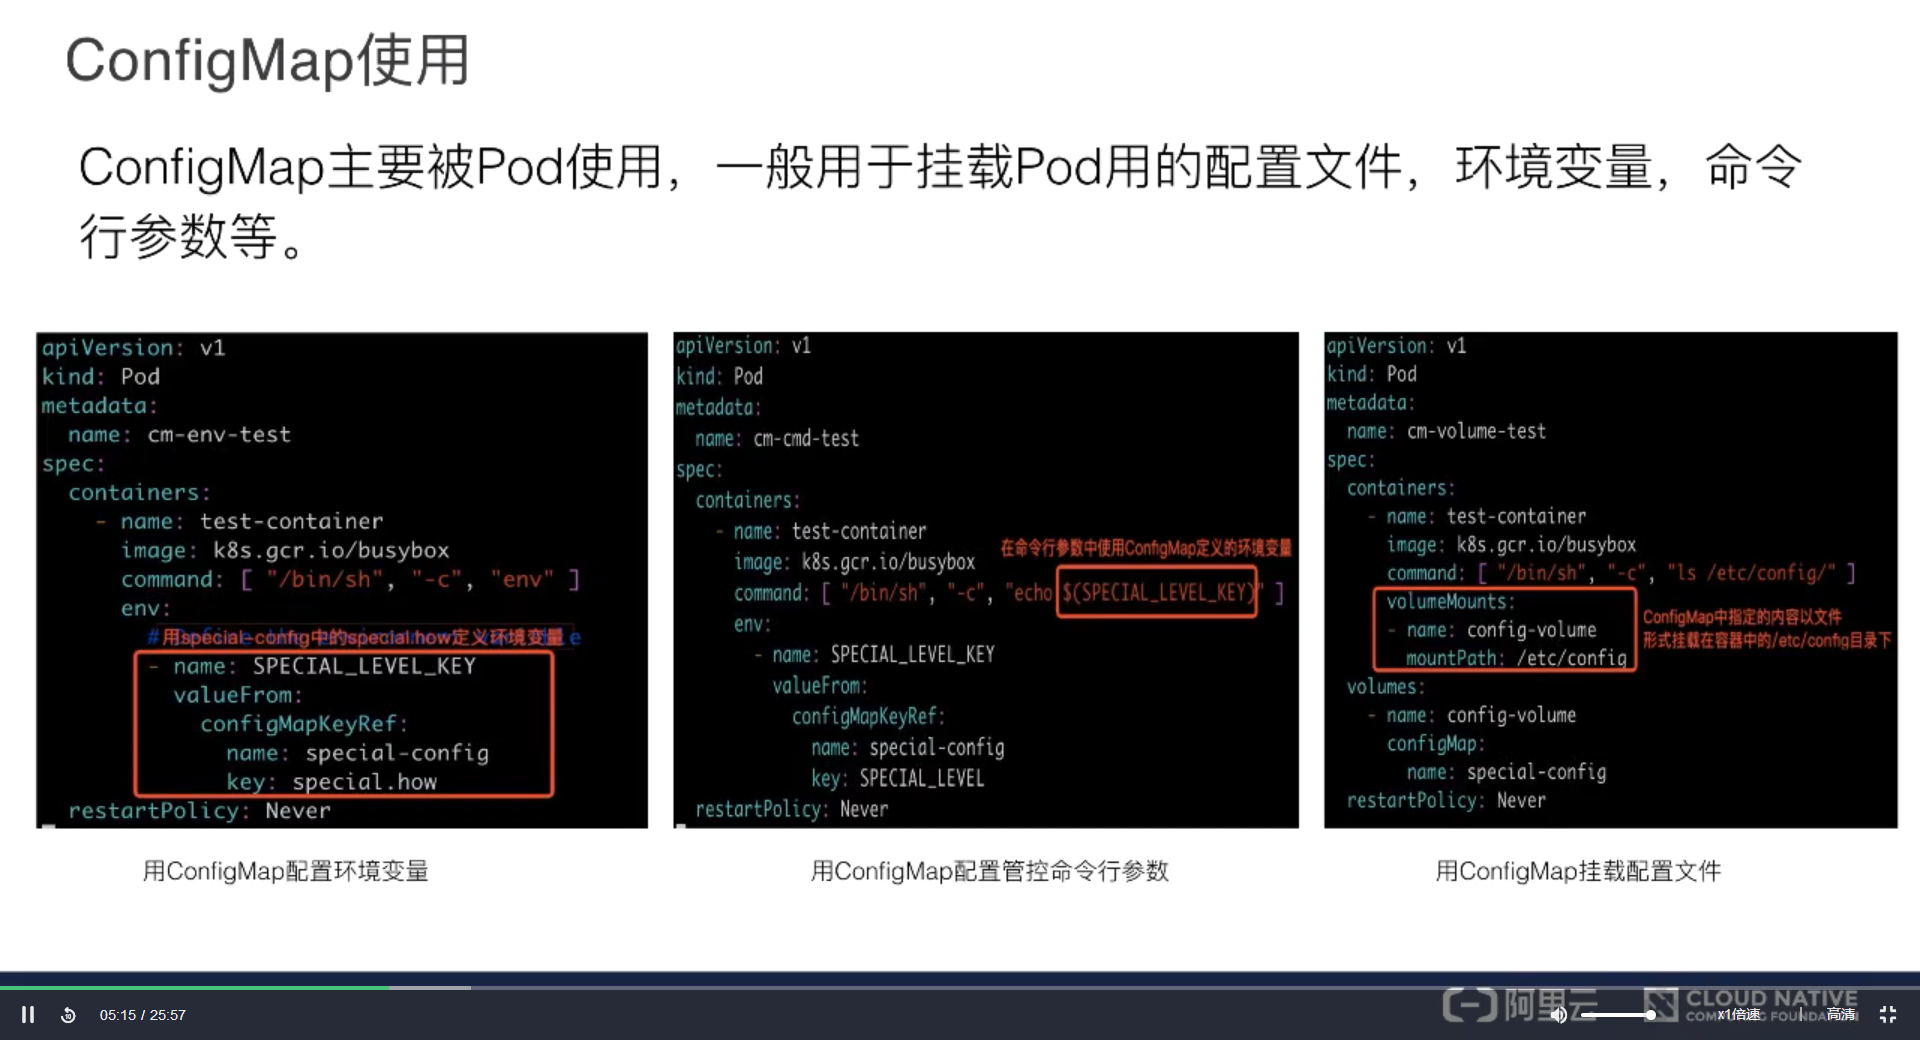 ConfigMap使用
ConfigMap主要被Pod使用，一般用于挂载Pod用的配置文件，环境变量，命令
行参数等。
apiVersion: v1
kind: Pod
metadata:
name: cm-env-test
spec:
containers:
- name: test-container
image: k8s.gcr.io/busybox
command: [ "/bin/sh", "-c", "env" ]
env:
用special-config中的special.how定义环境变量
- name: SPECIAL_LEVEL_KEY
valueFrom:
configMapKeyRef:
name: special-config
key: special.how
restartPolicy: Never
用ConfigMap配置环境变量
apiVersion: v1
kind: Pod
metadata:
name: cm-cmd-test
spec:
containers:
- name: test-container
在命令行参数中使用ConfigMap定义的环境变量
image: k8s.gcr.io/busybox
command: [ "/bin/sh", "-c", "echo $(SPECIAL_LEVEL_KEY)" ]
env:
- name: SPECIAL_LEVEL_KEY
valueFrom:
configMapKeyRef:
name: special-config
key: SPECIAL_LEVEL
restartPolicy: Never
用ConfigMap配置管控命令行参数
apiVersion: v1
kind: Pod
metadata:
name: cm-volume-test
spec:
containers:
- name: test-container
image: k8s.gcr.io/busybox
command: [ "/bin/sh", "-c", "ls /etc/config/" ]
volumeMounts:
- name: config-volume
mountPath: /etc/config
ConfigMap中指定的内容以文件
形式挂载在容器中的/etc/config目录下
volumes:
- name: config-volume
configMap:
name: special-config
restartPolicy: Never
用ConfigMap挂载配置文件
05:15 / 25:57
阿里云
CLOUD NATIVE
COMPUTING FOUNDATION
x1倍速
高清